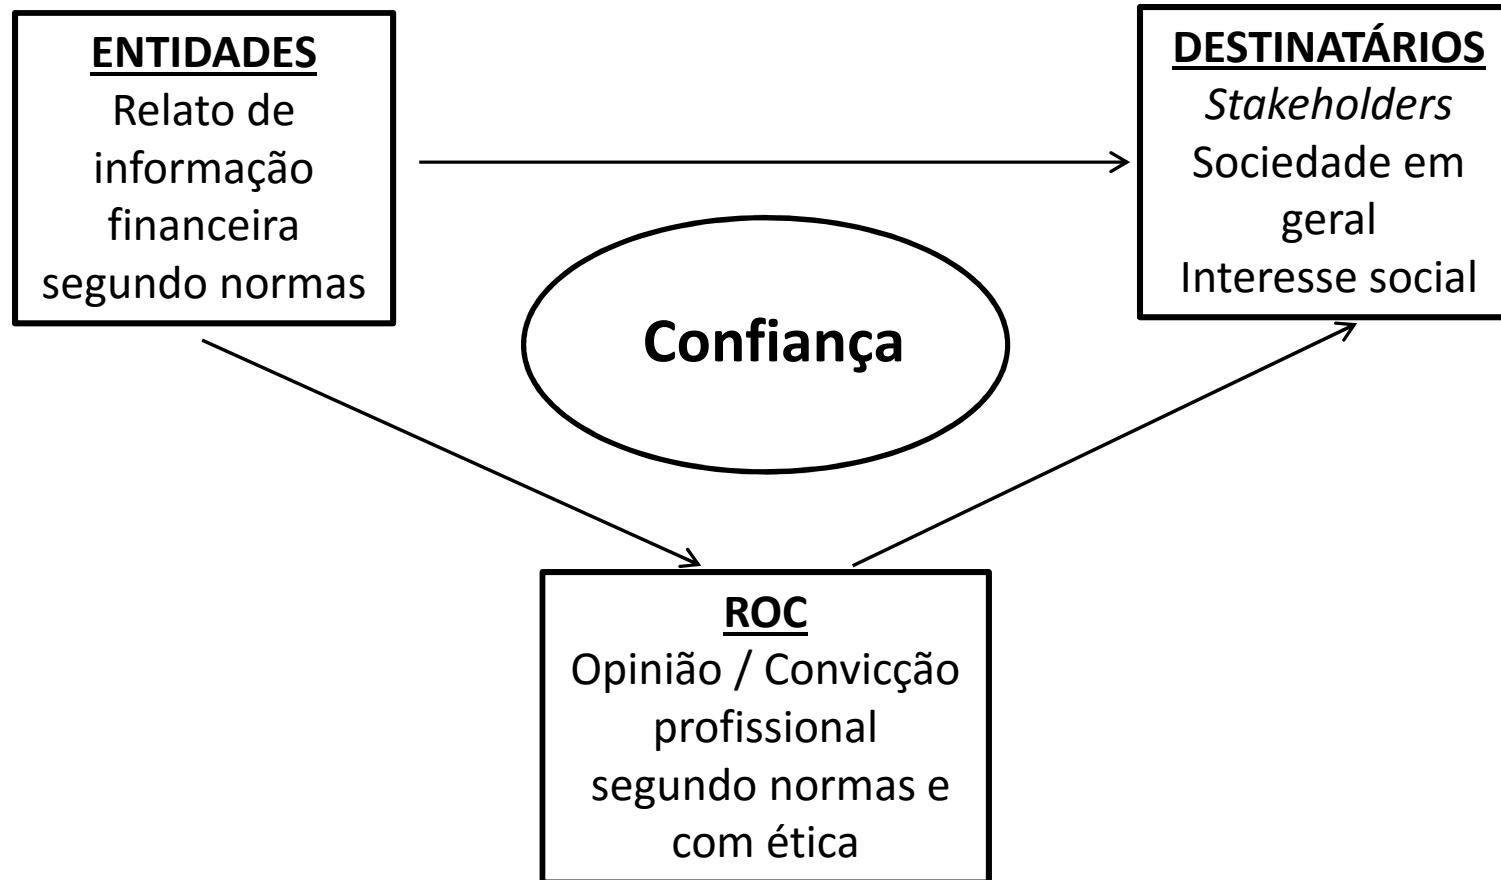 ENTIDADES
Relato de
informação
financeira
segundo normas
DESTINATÁRIOS
Stakeholders
Sociedade em
geral
Interesse social
Confiança
ROC
Opinião / Convicção
profissional
segundo normas e
com ética